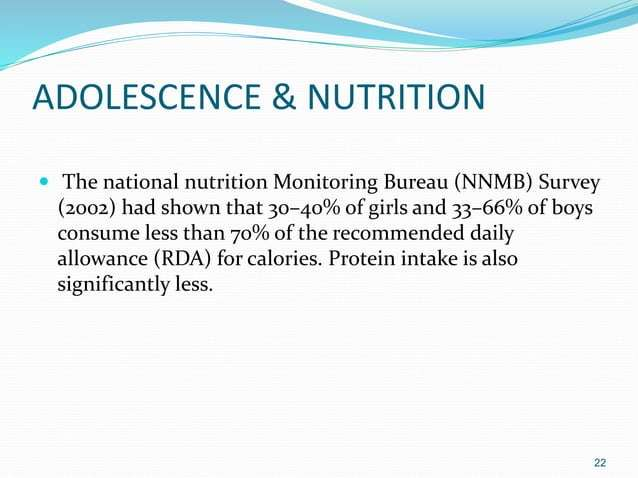 ADOLESCENCE & NUTRITION
• The national nutrition Monitoring Bureau (NNMB) Survey
(2002) had shown that 30–40% of girls and 33–66% of boys
consume less than 70% of the recommended daily
allowance (RDA) for calories. Protein intake is also
significantly less.
22